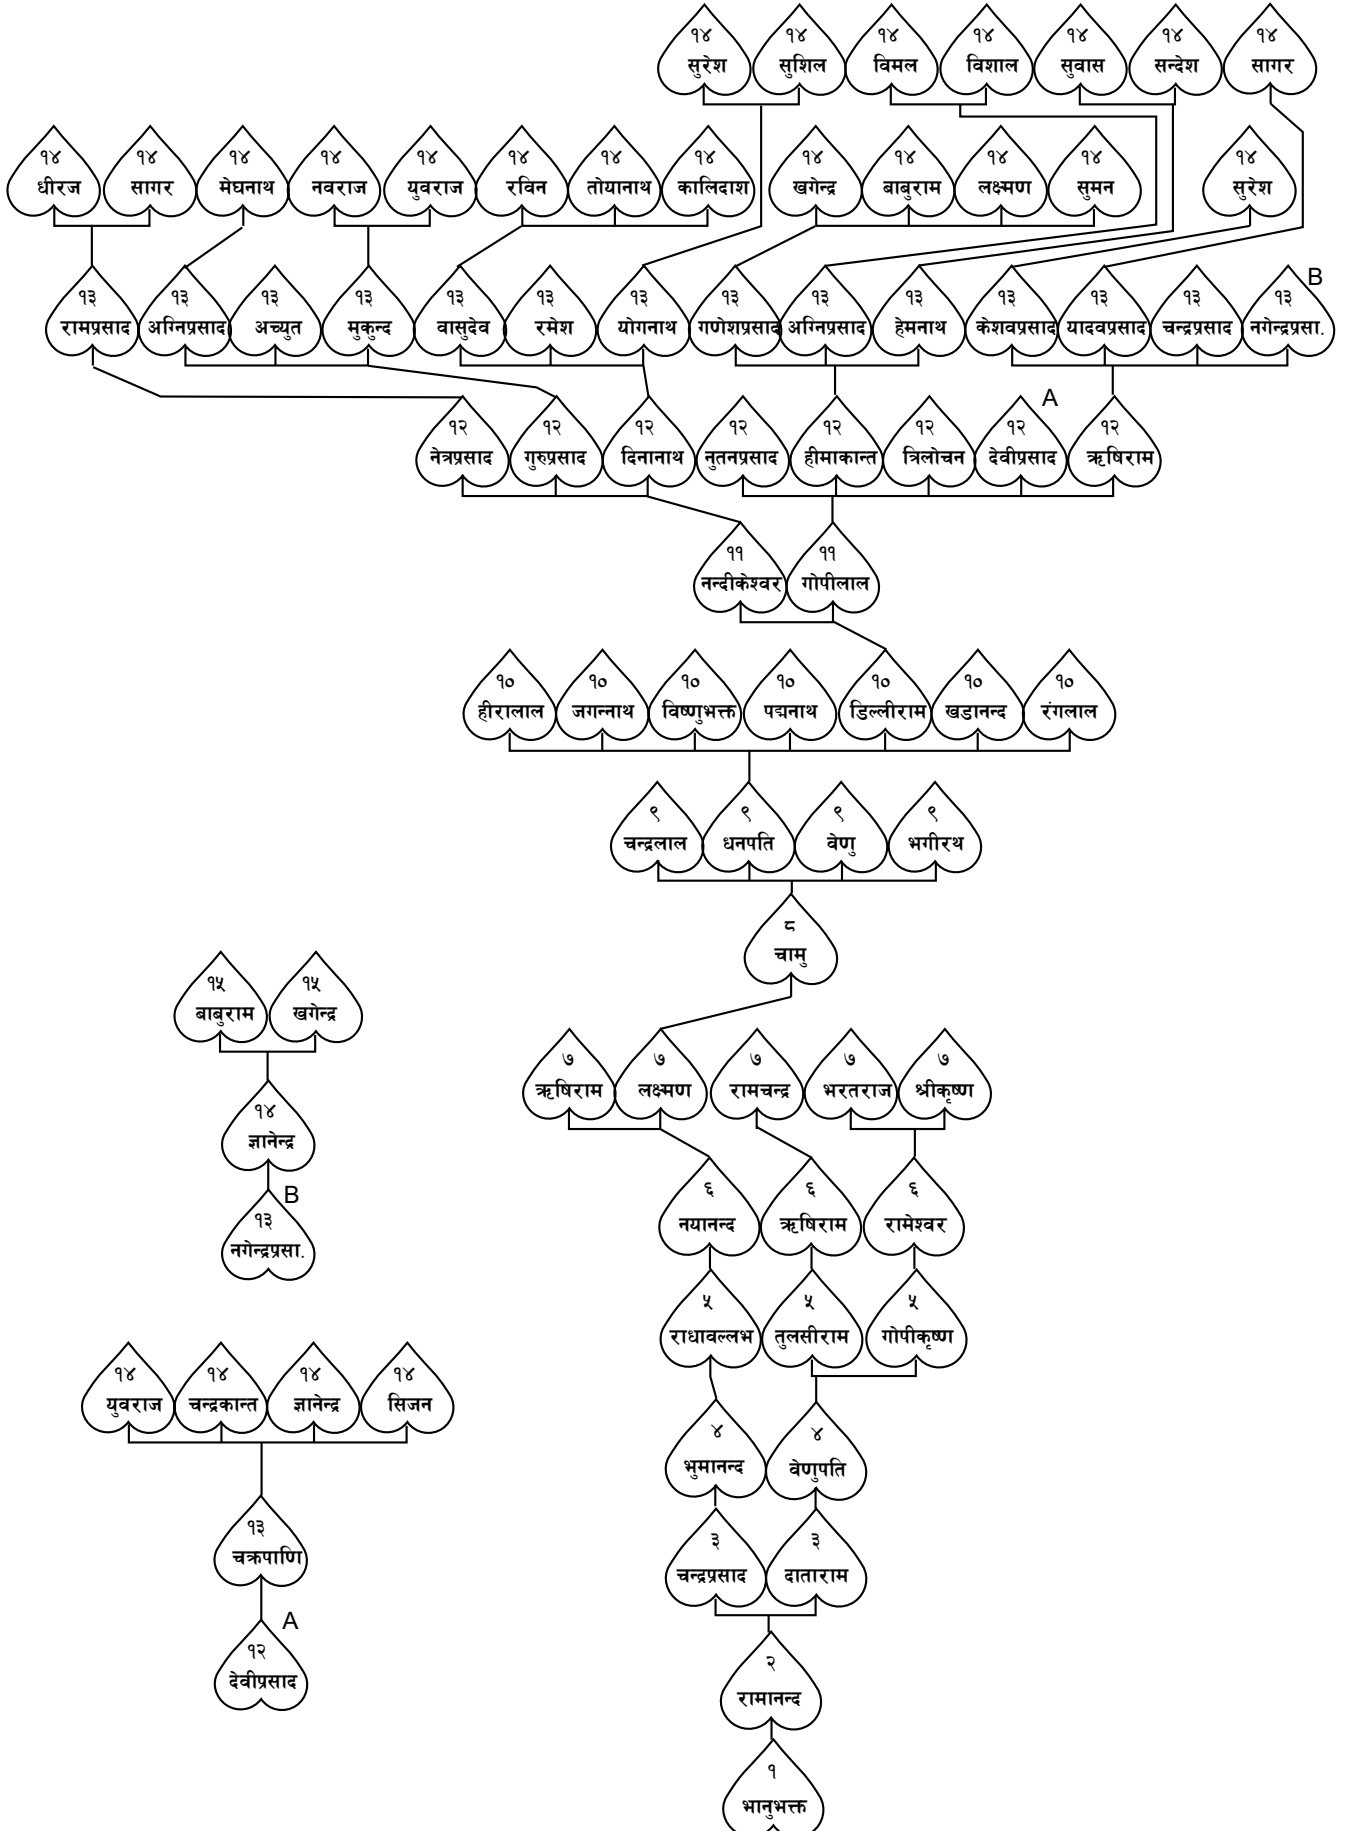 १४ १४ १४ १४ १४ १४ १४
सुरेश सुशिल विमल विशाल सुवास सन्देश सागर
१४ १४ १४ १४ १४ १४ १४ १४ १४ १४ १४ १४ १४
धीरज सागर मेघनाथ नवराज युवराज रविन तोयानाथ कालिदाश खगेन्द्र बाबुराम लक्ष्मण सुमन सुरेश
B
१३ १३ १३ १३ १३ १३ १३ १३ १३ १३ १३ १३ १३ १३
रामप्रसाद अग्निप्रसाद अच्युत मुकुन्द वासुदेव रमेश योगनाथ गणेशप्रसाद अग्निप्रसाद हेमनाथ केशवप्रसाद यादवप्रसाद चन्द्रप्रसाद नगेन्द्रप्रसा.
A
१२ १२ १२ १२ १२ १२ १२ १२
नेत्रप्रसाद गुरुप्रसाद दिनानाथ नुतनप्रसाद हीमाकान्त त्रिलोचन देवीप्रसाद ऋषिराम
११ ११
नन्दीकेश्वर गोपीलाल
१० १० १० १० १० १० १०
हीरालाल जगन्नाथ विष्णुभक्त पद्मनाथ डिल्लीराम खडानन्द रंगलाल
९ ९ ९ ९
चन्द्रलाल धनपति वेणु भगीरथ
८
चामु
७ ७ ७ ७ ७
ऋषिराम लक्ष्मण रामचन्द्र भरतराज श्रीकृष्ण
६ ६ ६
नयानन्द ऋषिराम रामेश्वर
५ ५ ५
राधावल्लभ तुलसीराम गोपीकृष्ण
४ ४
भुमानन्द वेणुपति
३ ३
चन्द्रप्रसाद दाताराम
२
रामानन्द
१
भानुभक्त
१५ १५
बाबुराम खगेन्द्र
१४
ज्ञानेन्द्र
B
१३
नगेन्द्रप्रसा.
१४ १४ १४ १४
युवराज चन्द्रकान्त ज्ञानेन्द्र सिजन
१३
चक्रपाणि
A
१२
देवीप्रसाद